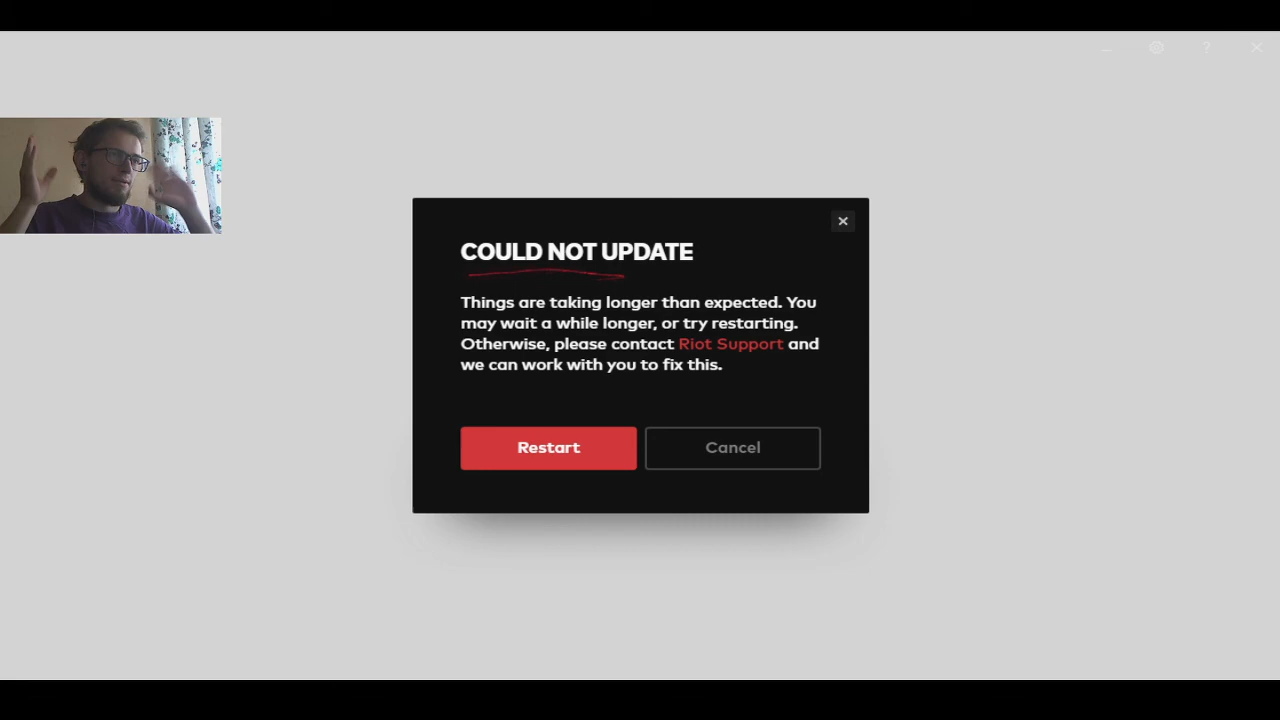 COULD NOT UPDATE
Things are taking longer than expected. You
may wait a while longer, or try restarting.
Otherwise, please contact Riot Support and
we can work with you to fix this.
Restart
Cancel